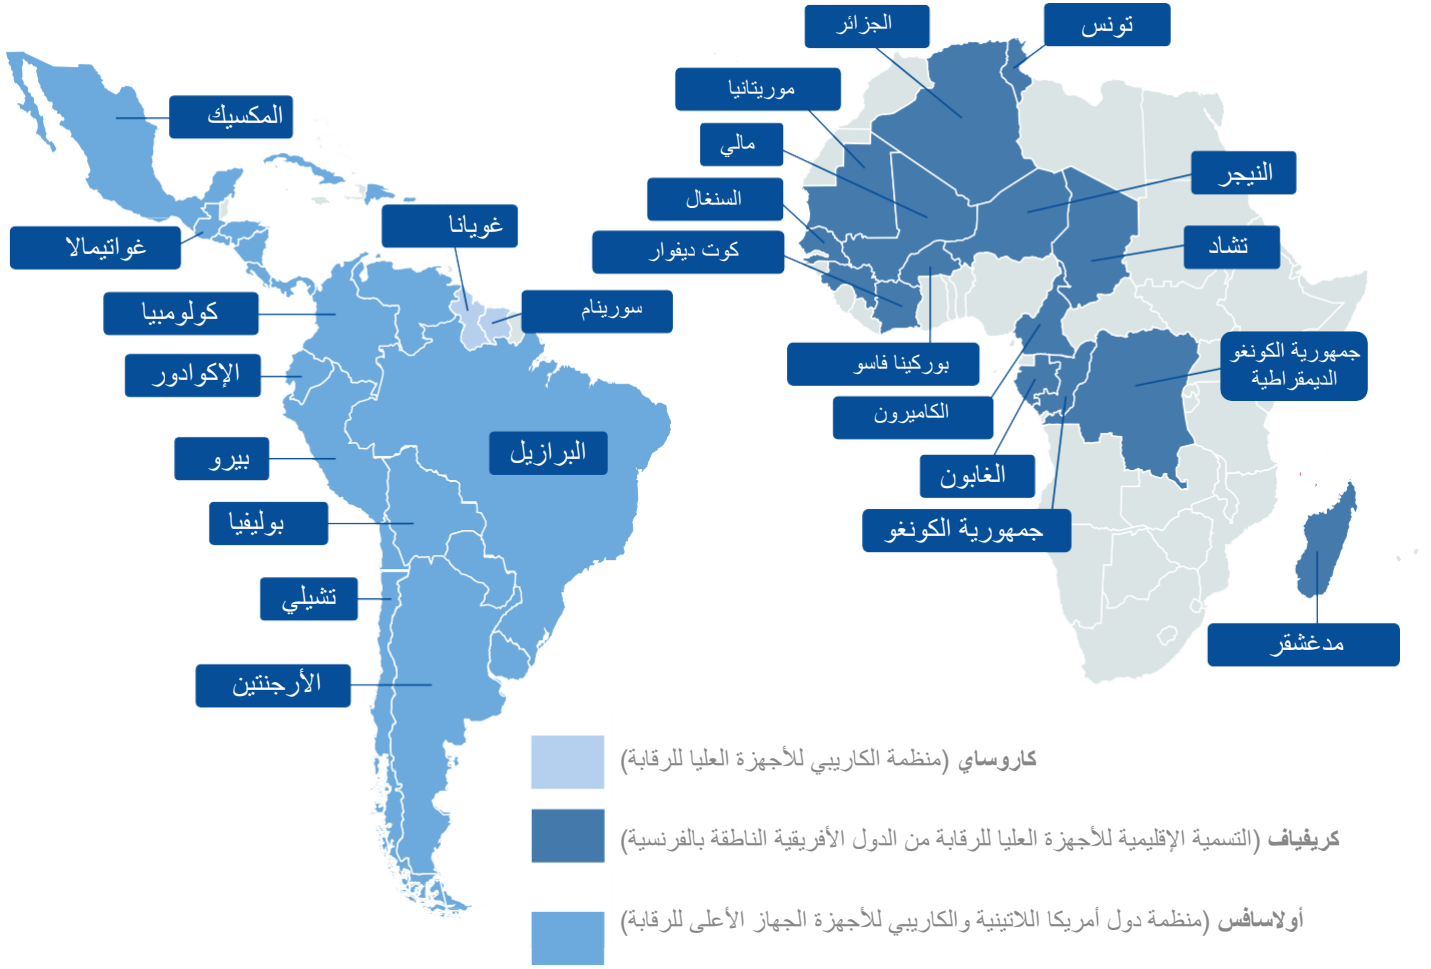 الجزائر
تونس
موريتانيا
المكسيك
مالي
النيجر
السنغال
غويانا
غواتيمالا
كوت ديفوار
تشاد
كولومبيا
سورينام
جمهورية الكونغو
الديمقراطية
بوركينا فاسو
الإكوادور
الكاميرون
البرازيل
بيرو
الغابون
بوليفيا
جمهورية الكونغو
تشيلي
مدغشقر
الأرجنتين
كاروساي (منظمة الكاريبي للأجهزة العليا للرقابة)
كريفياف (التسمية الإقليمية للأجهزة العليا للرقابة من الدول الأفريقية الناطقة بالفرنسية)
أولاسافس (منظمة دول أمريكا اللاتينية والكاريبي للأجهزة الجهاز الأعلى للرقابة)